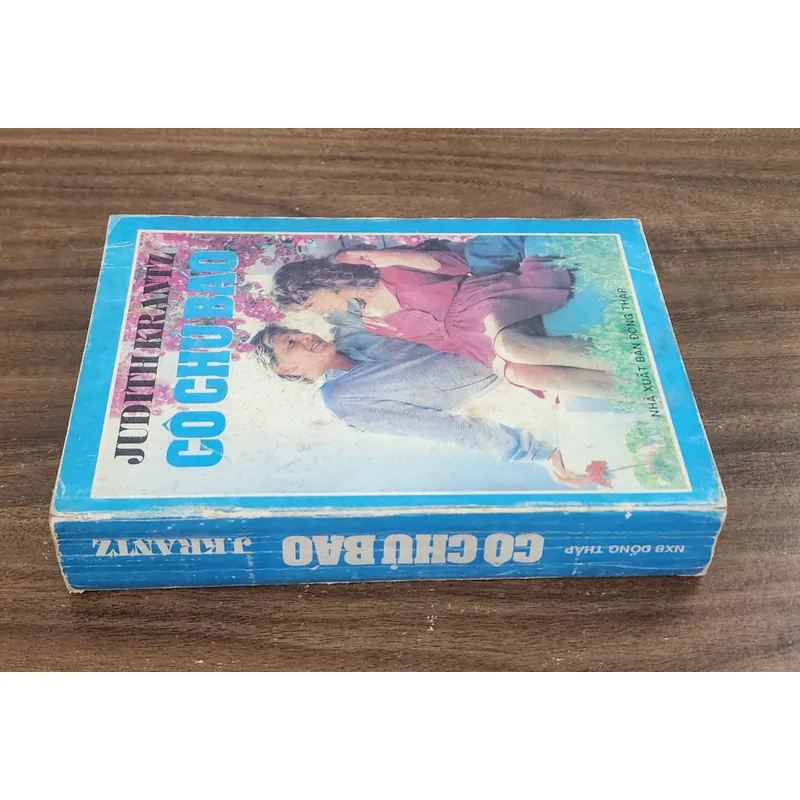 JUDITH KRANTZ
CÔ CHỦ BÁO
NHÀ XUẤT BẢN ĐỒNG THÁP
J.KRANTZ
CÔ CHỦ BÁO
NXB ĐỒNG THÁP